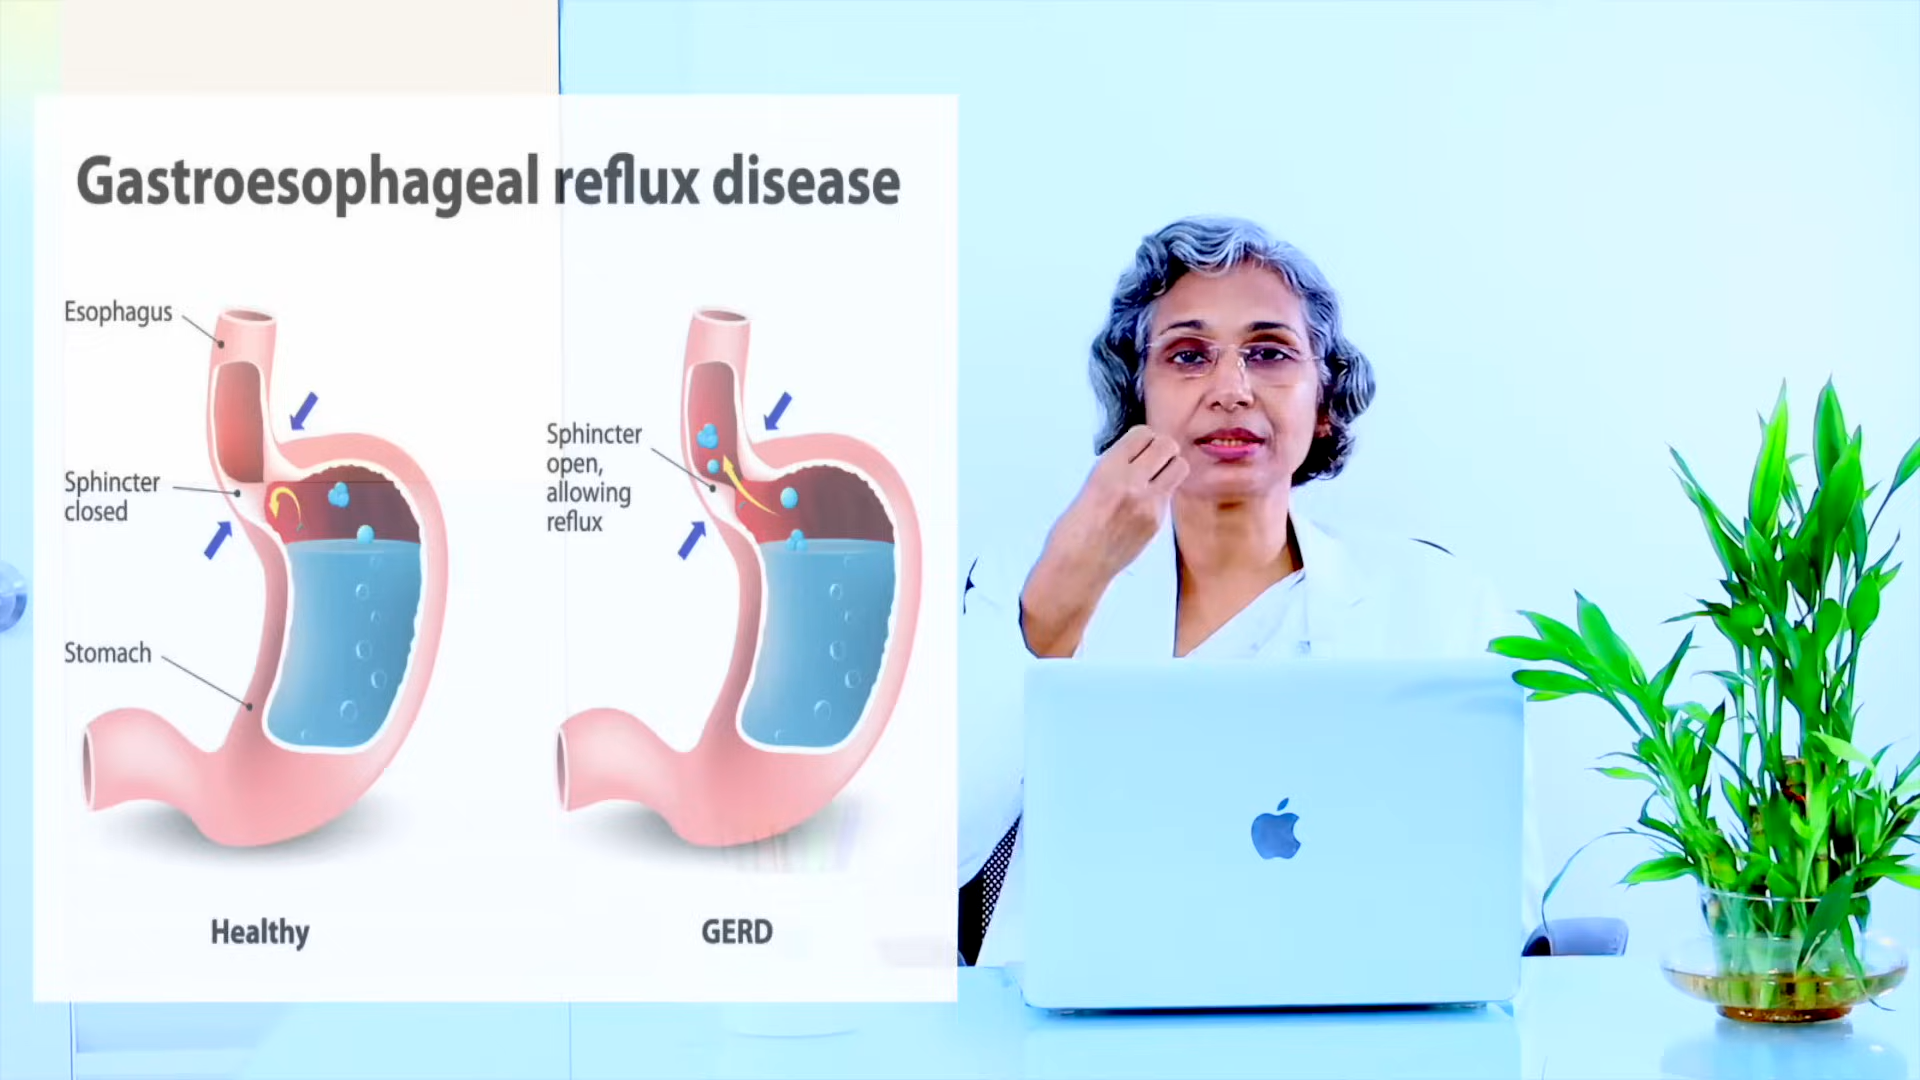 Gastroesophageal reflux disease
Esophagus
Sphincter
closed
Stomach
Healthy
Sphincter
open,
allowing
reflux
GERD